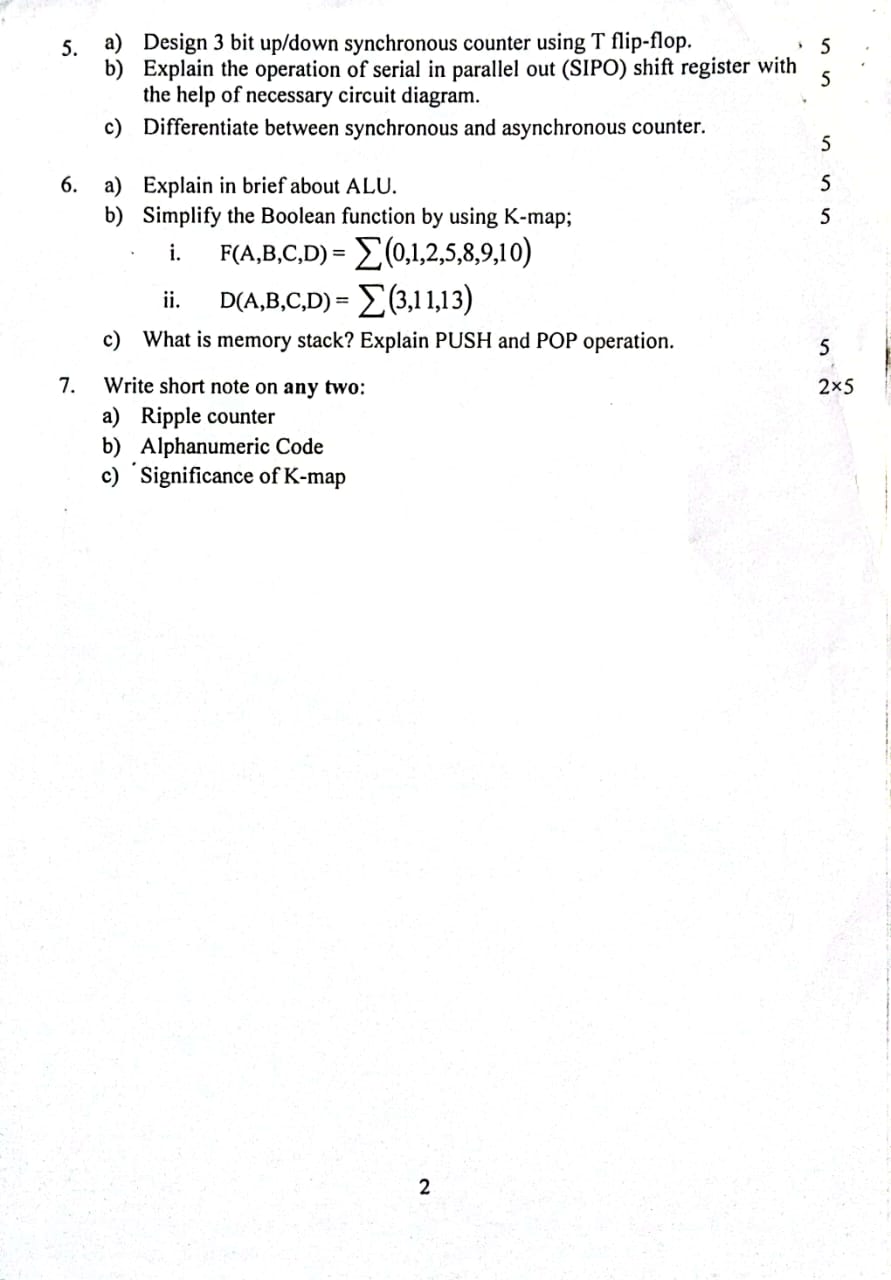 5. a) Design 3 bit up/down synchronous counter using T flip-flop. 5
b) Explain the operation of serial in parallel out (SIPO) shift register with 5
the help of necessary circuit diagram.
c) Differentiate between synchronous and asynchronous counter. 5
6. a) Explain in brief about ALU. 5
b) Simplify the Boolean function by using K-map; 5
i. F(A,B,C,D) = ∑(0,1,2,5,8,9,10)
ii. D(A,B,C,D) = ∑(3,11,13)
c) What is memory stack? Explain PUSH and POP operation. 5
7. Write short note on any two: 2×5
a) Ripple counter
b) Alphanumeric Code
c) Significance of K-map
2